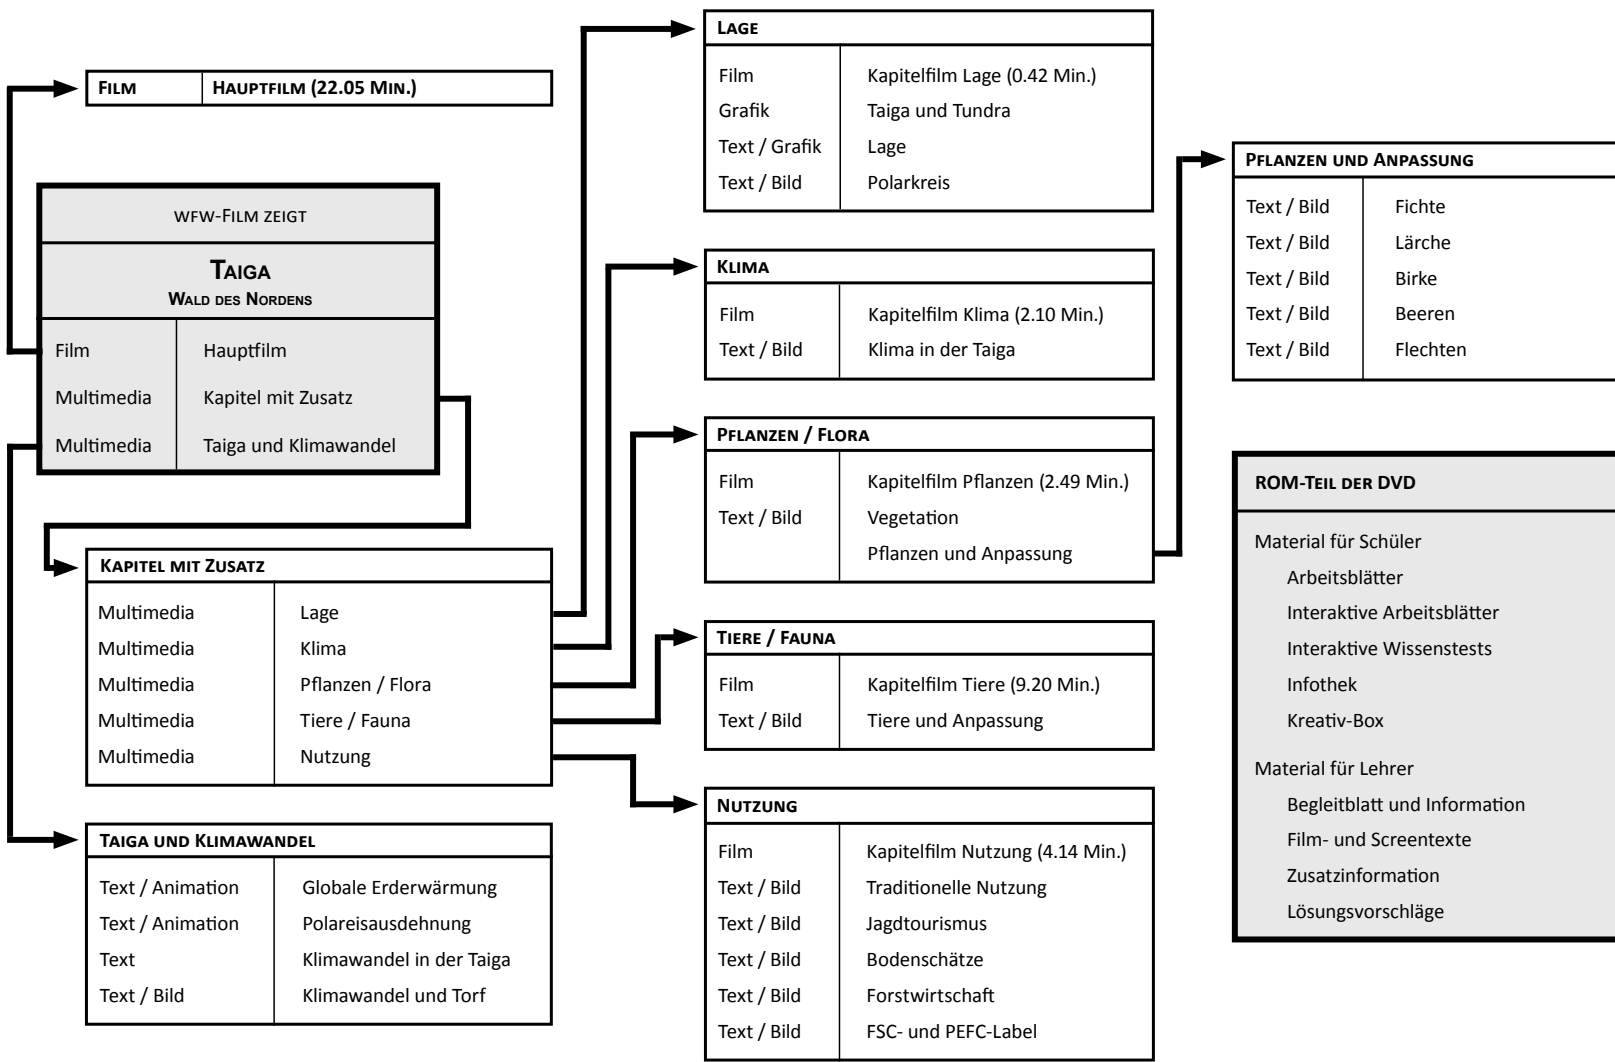 FILM HAUPTFILM (22.05 MIN.)
WFW-FILM ZEIGT
TAIGA
WALD DES NORDENS
Film Hauptfilm
Multimedia Kapitel mit Zusatz
Multimedia Taiga und Klimawandel
KAPITEL MIT ZUSATZ
Multimedia Lage
Multimedia Klima
Multimedia Pflanzen / Flora
Multimedia Tiere / Fauna
Multimedia Nutzung
TAIGA UND KLIMAWANDEL
Text / Animation Globale Erderwärmung
Text / Animation Polareisausdehnung
Text Klimawandel in der Taiga
Text / Bild Klimawandel und Torf
LAGE
Film Kapitelfilm Lage (0.42 Min.)
Grafik Taiga und Tundra
Text / Grafik Lage
Text / Bild Polarkreis
KLIMA
Film Kapitelfilm Klima (2.10 Min.)
Text / Bild Klima in der Taiga
PFLANZEN / FLORA
Film Kapitelfilm Pflanzen (2.49 Min.)
Text / Bild Vegetation
Pflanzen und Anpassung
TIERE / FAUNA
Film Kapitelfilm Tiere (9.20 Min.)
Text / Bild Tiere und Anpassung
NUTZUNG
Film Kapitelfilm Nutzung (4.14 Min.)
Text / Bild Traditionelle Nutzung
Text / Bild Jagdtourismus
Text / Bild Bodenschätze
Text / Bild Forstwirtschaft
Text / Bild FSC- und PEFC-Label
PFLANZEN UND ANPASSUNG
Text / Bild Fichte
Text / Bild Lärche
Text / Bild Birke
Text / Bild Beeren
Text / Bild Flechten
ROM-TEIL DER DVD
Material für Schüler
Arbeitsblätter
Interaktive Arbeitsblätter
Interaktive Wissenstests
Infothek
Kreativ-Box
Material für Lehrer
Begleitblatt und Information
Film- und Screentexte
Zusatzinformation
Lösungsvorschläge